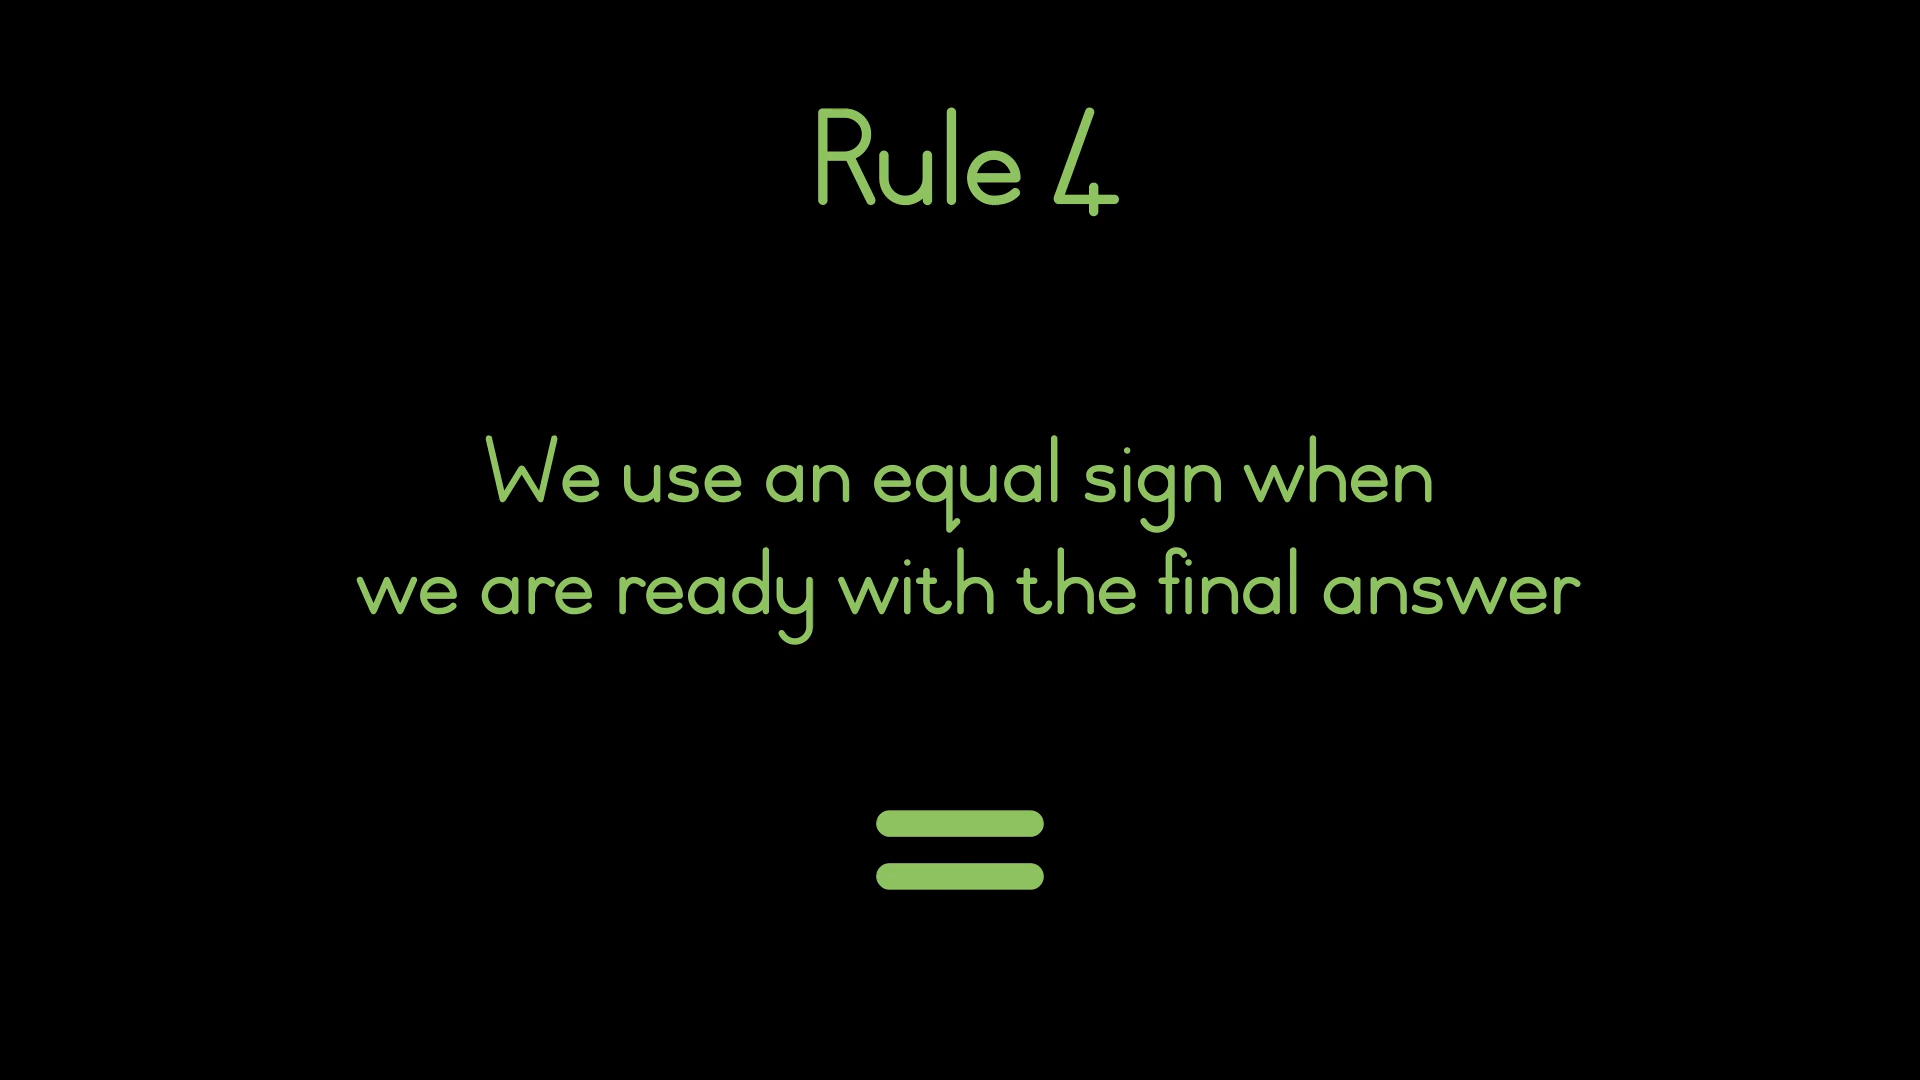 Rule 4
We use an equal sign when
we are ready with the final answer
=